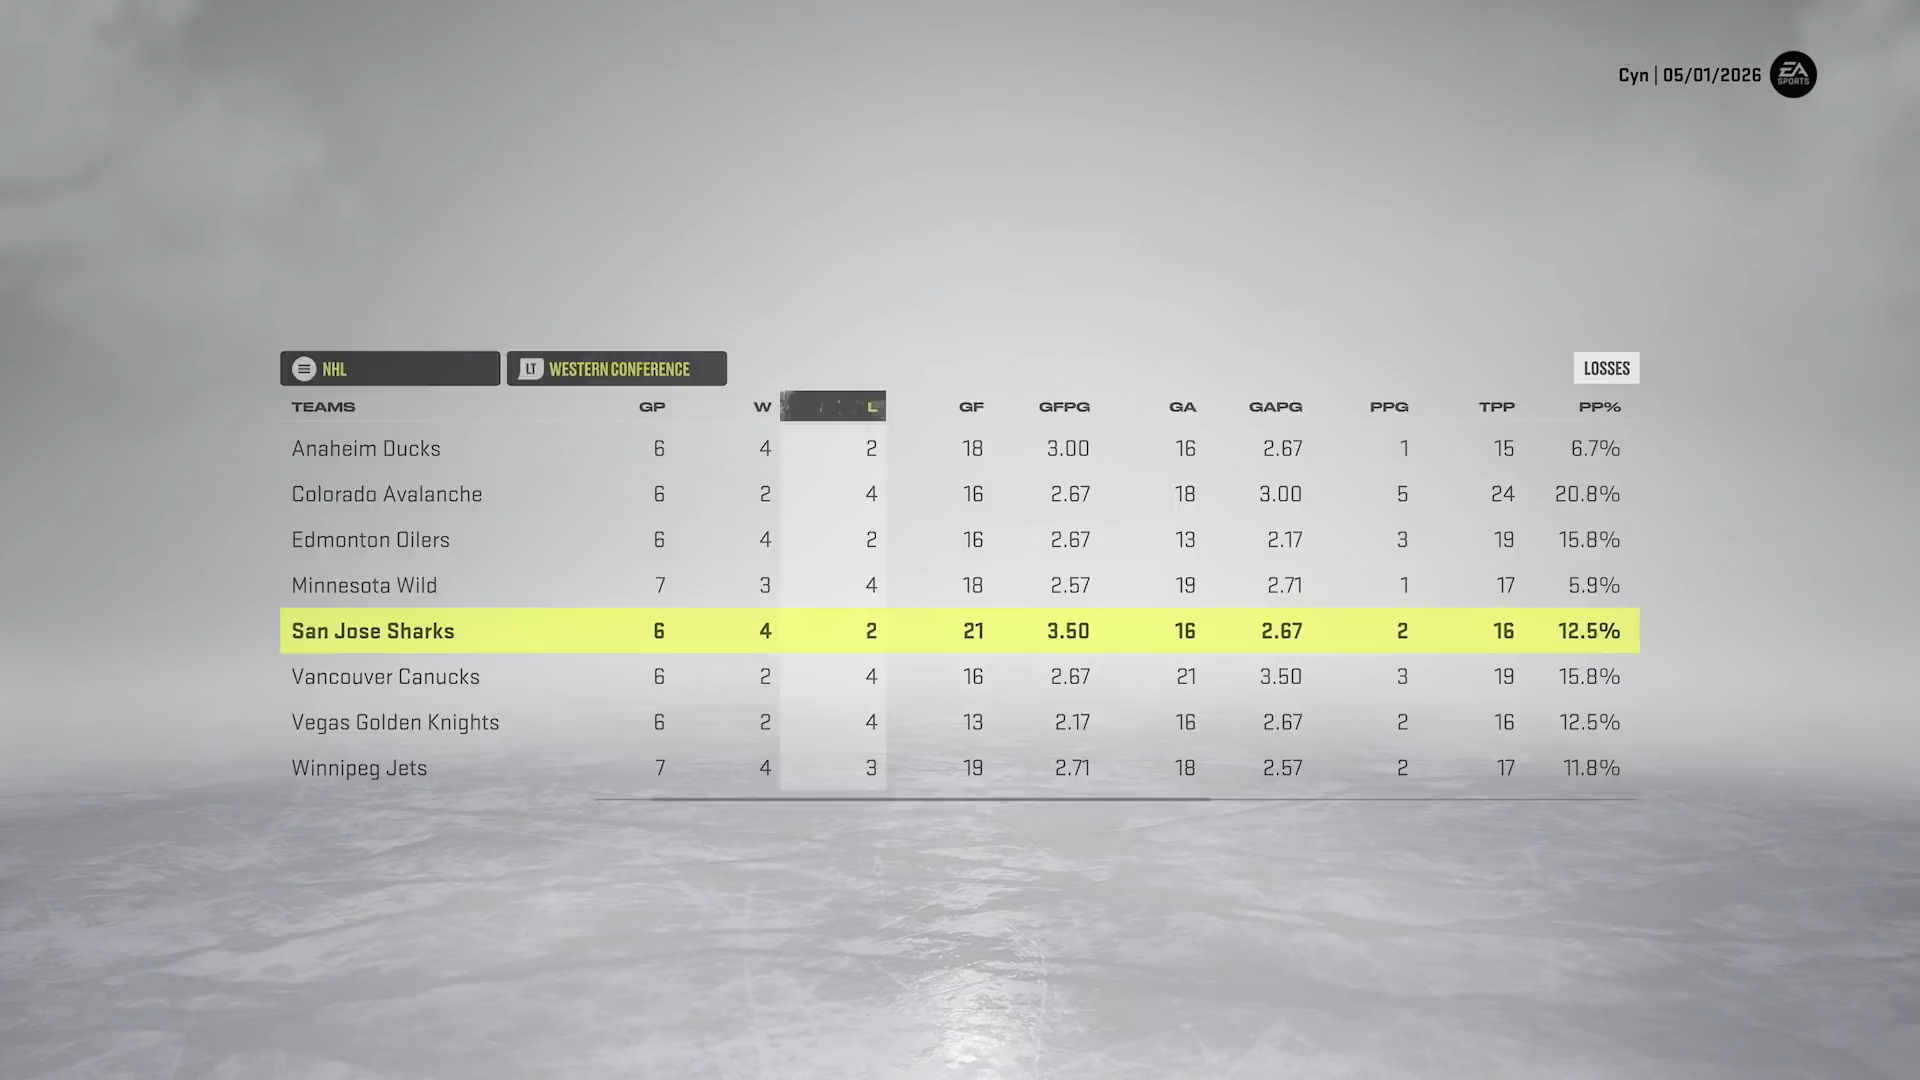 Cyn | 05/01/2026 EA SPORTS
NHL LT WESTERN CONFERENCE LOSSES
TEAMS GP W L GF GFPG GA GAPG PPG TPP PP%
Anaheim Ducks 6 4 2 18 3.00 16 2.67 1 15 6.7%
Colorado Avalanche 6 2 4 16 2.67 18 3.00 5 24 20.8%
Edmonton Oilers 6 4 2 16 2.67 13 2.17 3 19 15.8%
Minnesota Wild 7 3 4 18 2.57 19 2.71 1 17 5.9%
San Jose Sharks 6 4 2 21 3.50 16 2.67 2 16 12.5%
Vancouver Canucks 6 2 4 16 2.67 21 3.50 3 19 15.8%
Vegas Golden Knights 6 2 4 13 2.17 16 2.67 2 16 12.5%
Winnipeg Jets 7 4 3 19 2.71 18 2.57 2 17 11.8%